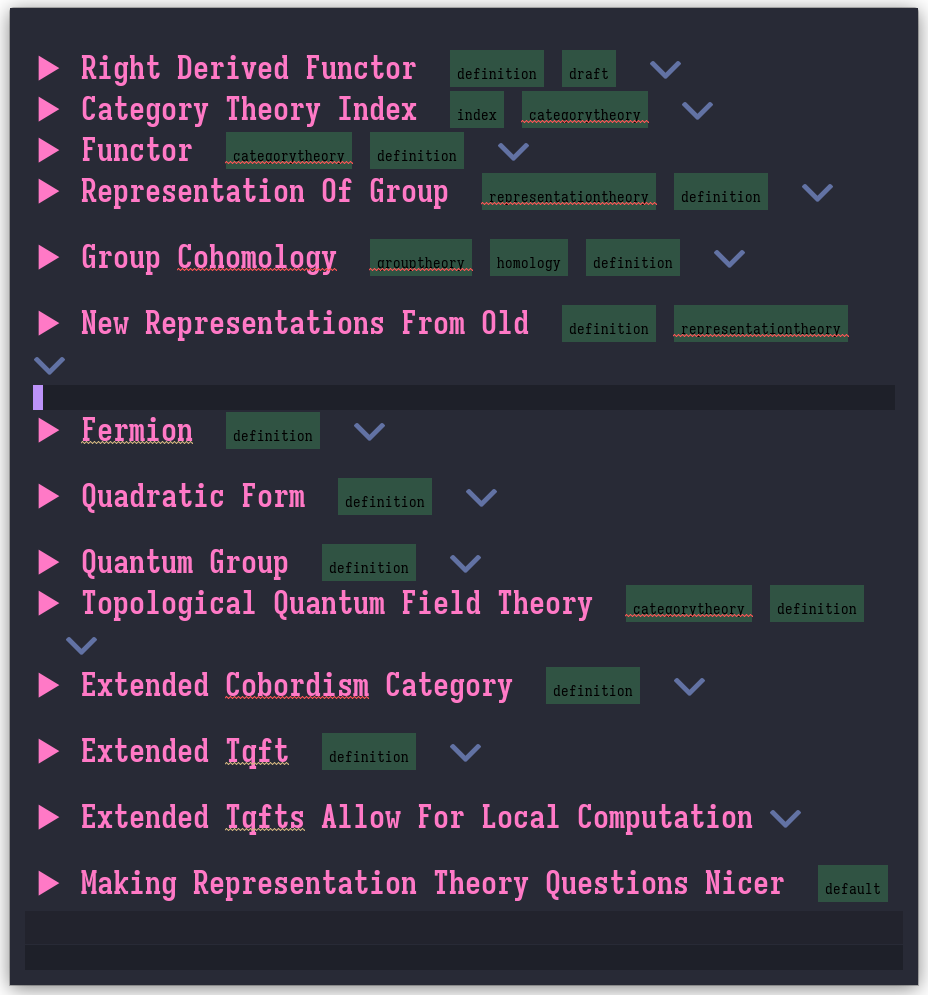 Right Derived Functor definition draft
Category Theory Index index categorytheory
Functor categorytheory definition
Representation Of Group representationtheory definition
Group Cohomology grouptheory homology definition
New Representations From Old definition representationtheory
Fermion definition
Quadratic Form definition
Quantum Group definition
Topological Quantum Field Theory categorytheory definition
Extended Cobordism Category definition
Extended Tqft definition
Extended Tqfts Allow For Local Computation
Making Representation Theory Questions Nicer default